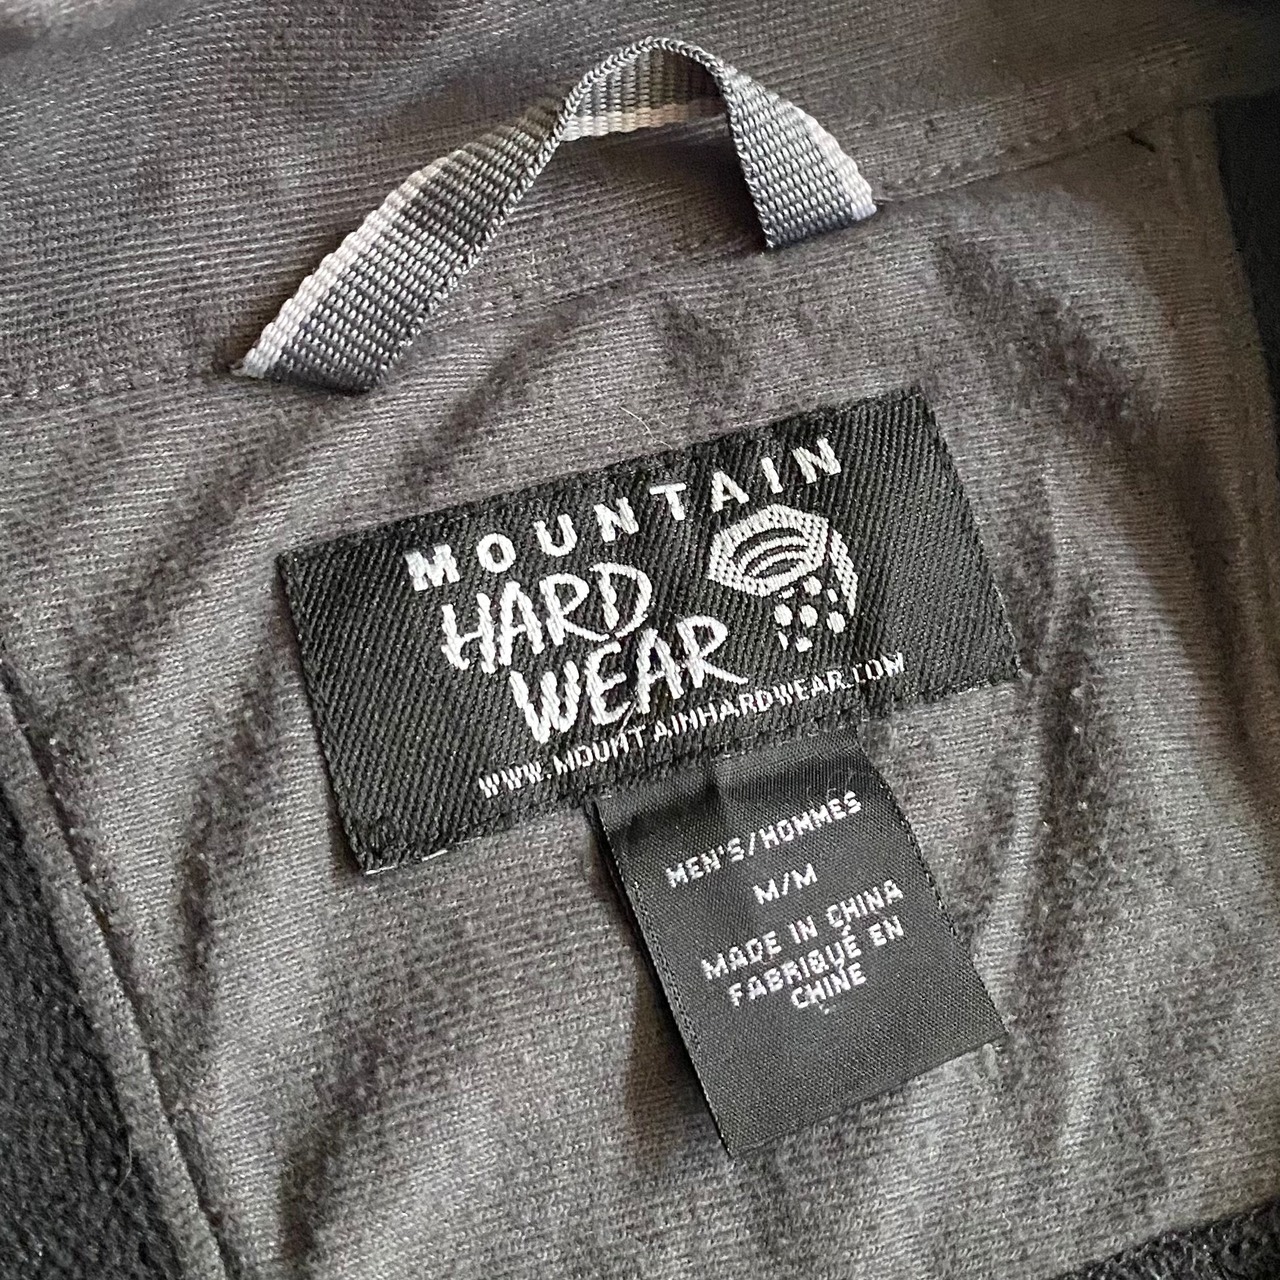 MOUNTAIN
HARD
WEAR
WWW.MOUNTAINHARDWEAR.COM
MEN'S/HOMMES
M/M
MADE IN CHINA
FABRIQUÉ EN
CHINE